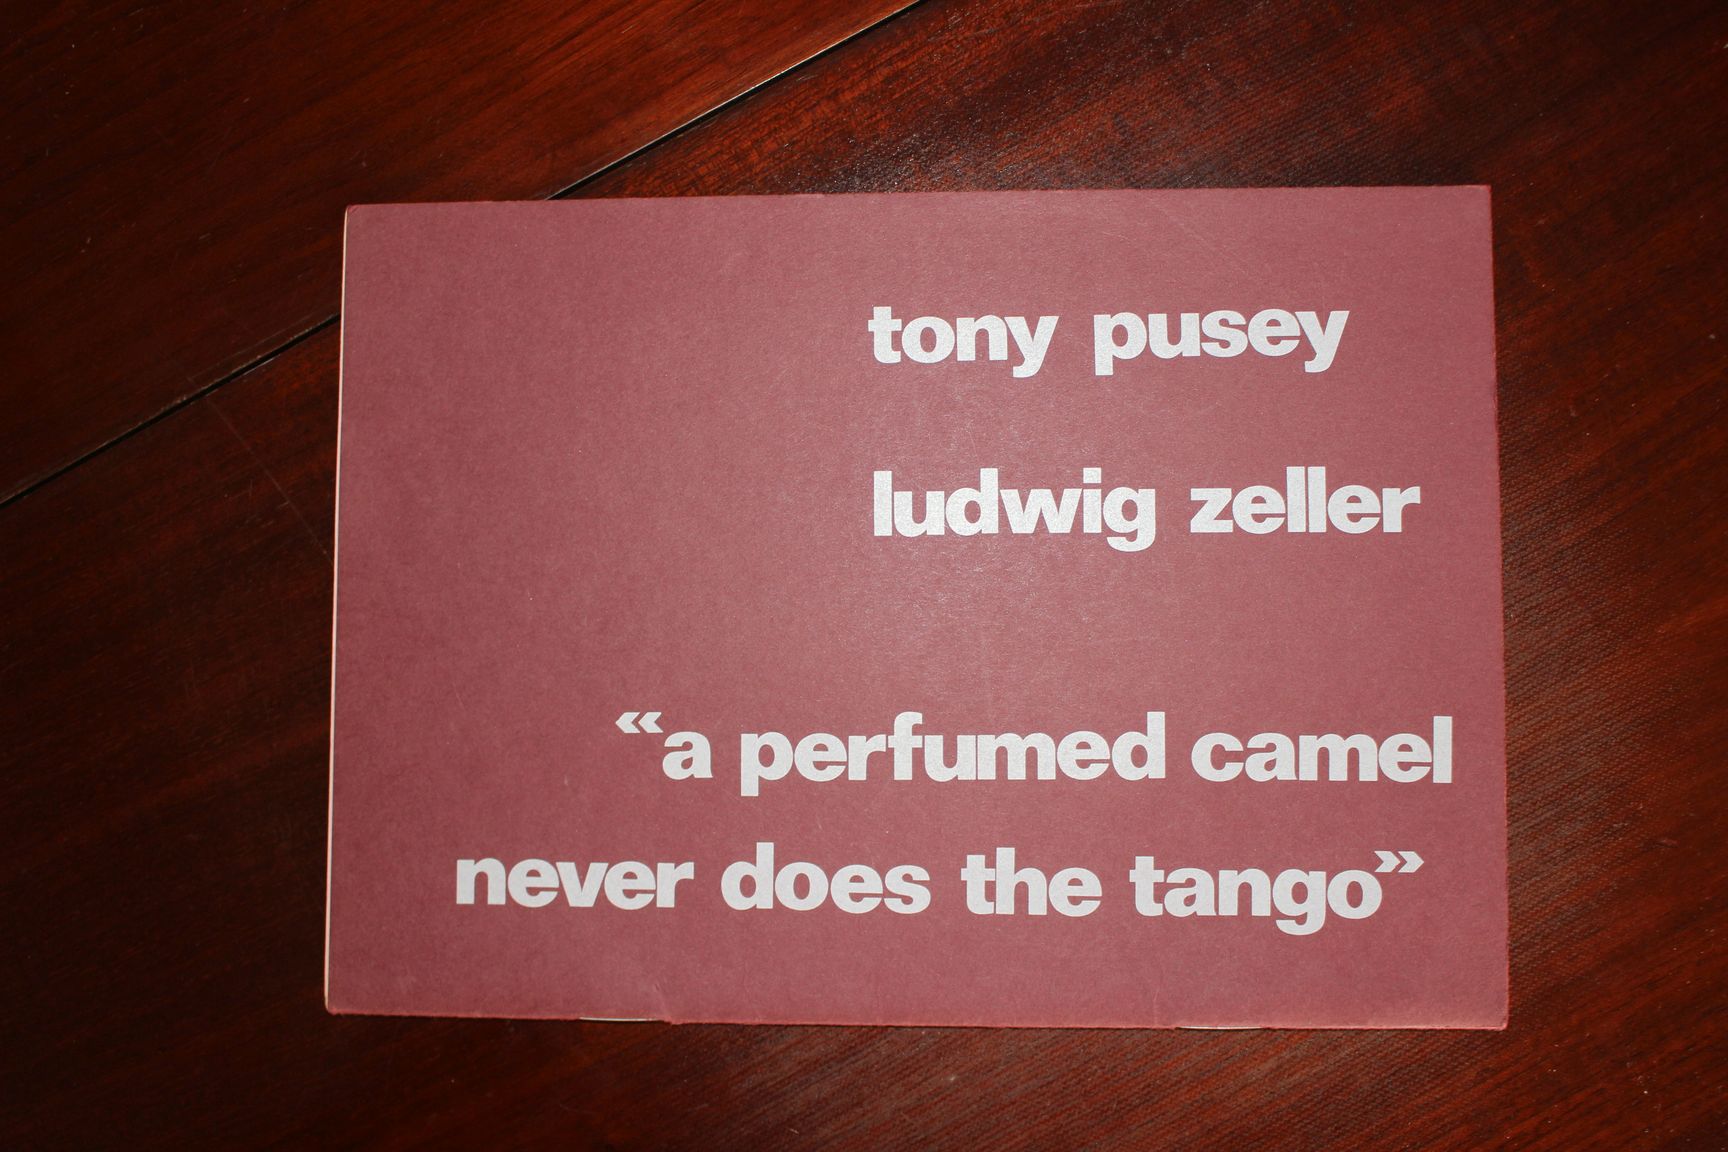 tony pusey
ludwig zeller
«a perfumed camel
never does the tango»